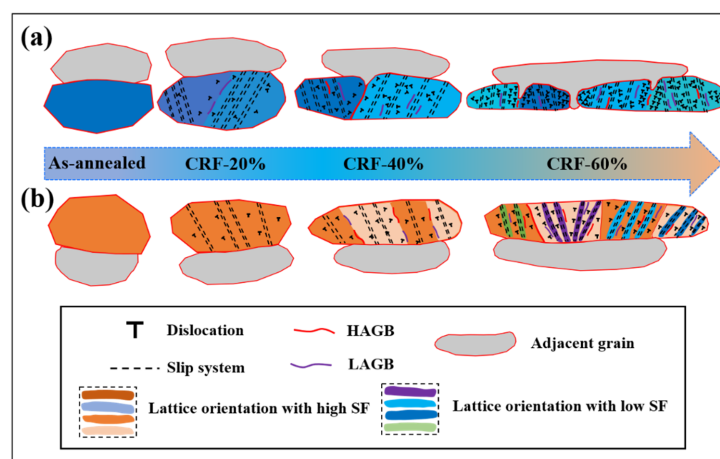 (a)
As-annealed CRF-20% CRF-40% CRF-60%
(b)
Dislocation HAGB Adjacent grain
Slip system LAGB
Lattice orientation with high SF Lattice orientation with low SF